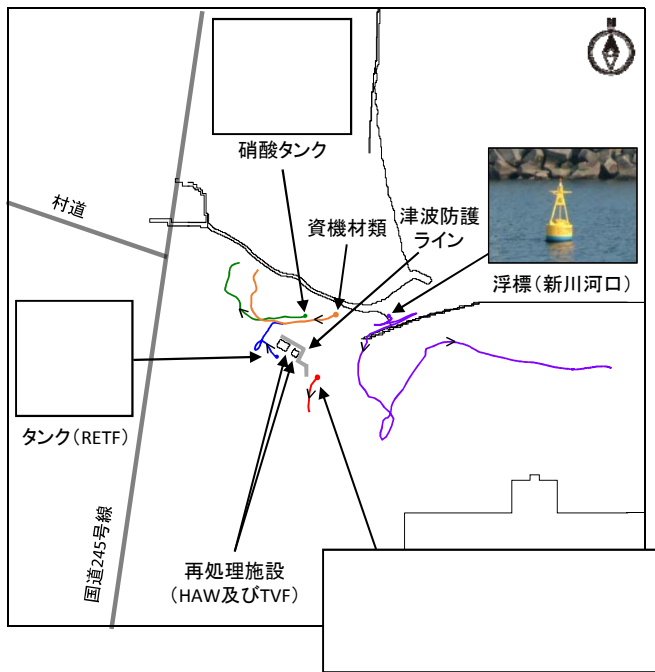 硝酸タンク
村道
資機材類
津波防護
ライン
浮標(新川河口)
タンク(RETF)
国道245号線
再処理施設
(HAW及びTVF)